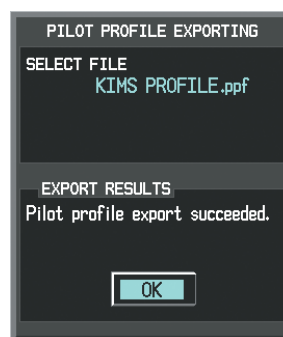 PILOT PROFILE EXPORTING
SELECT FILE
KIMS PROFILE.ppf
EXPORT RESULTS
Pilot profile export succeeded.
OK